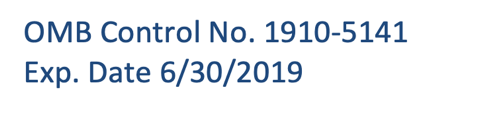 OMB Control No. 1910-5141
Exp. Date 6/30/2019